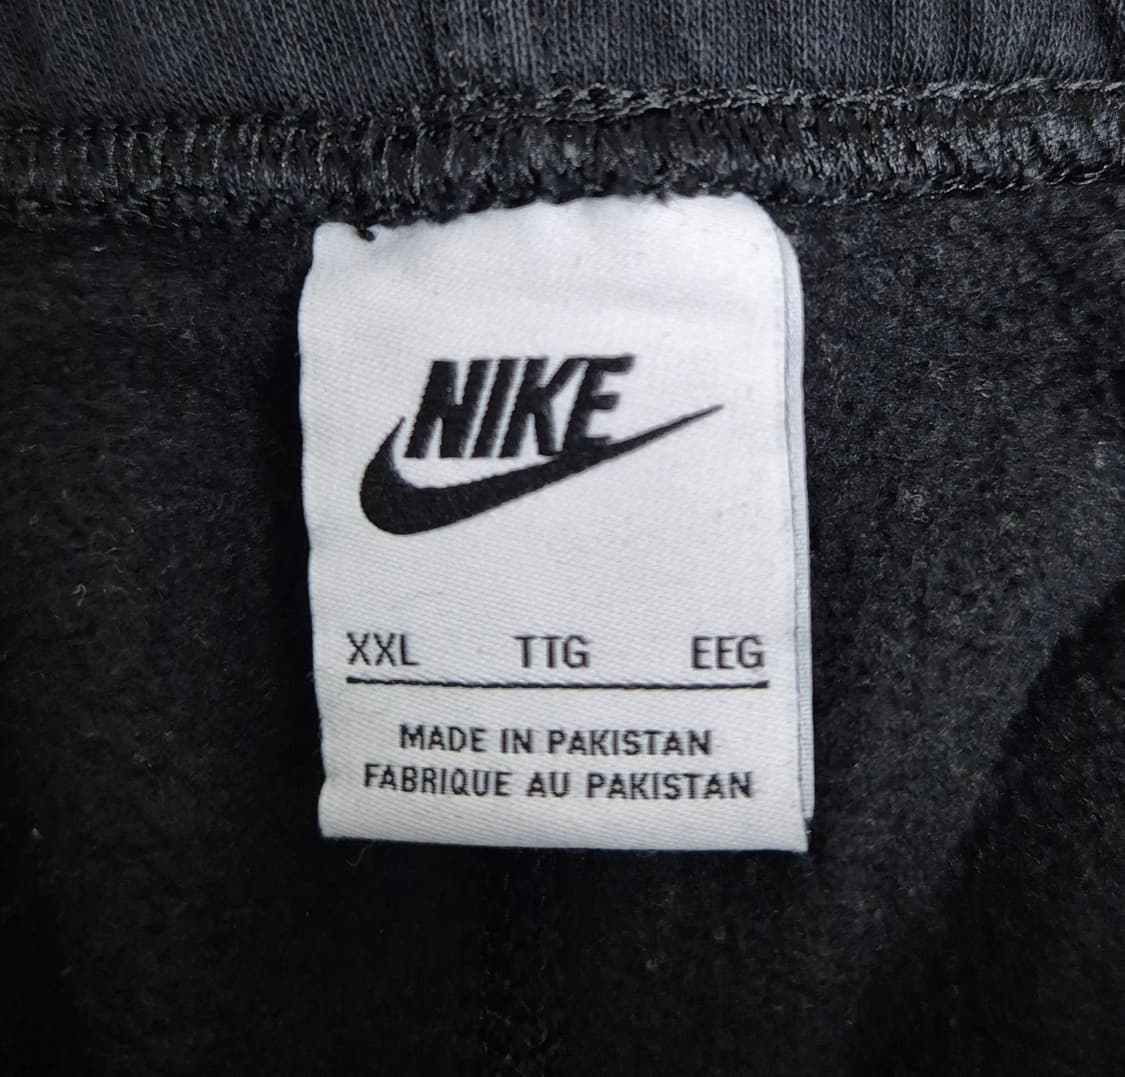 NIKE
XXL TTG EEG
MADE IN PAKISTAN
FABRIQUE AU PAKISTAN